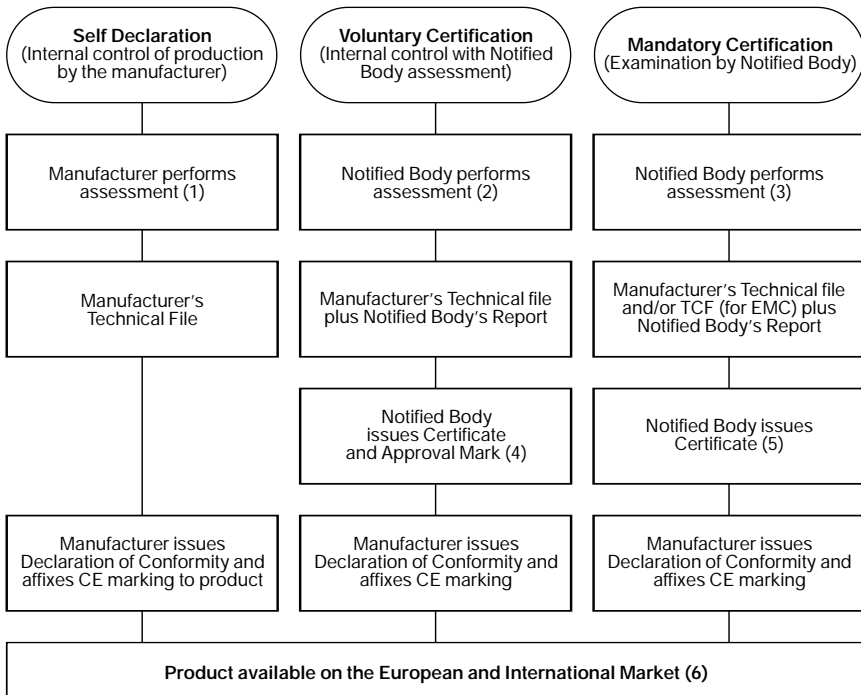 Self Declaration
(Internal control of production
by the manufacturer)
Voluntary Certification
(Internal control with Notified
Body assessment)
Mandatory Certification
(Examination by Notified Body)
Manufacturer performs
assessment (1)
Notified Body performs
assessment (2)
Notified Body performs
assessment (3)
Manufacturer’s
Technical File
Manufacturer’s Technical file
plus Notified Body’s Report
Manufacturer’s Technical file
and/or TCF (for EMC) plus
Notified Body’s Report
Notified Body
issues Certificate
and Approval Mark (4)
Notified Body issues
Certificate (5)
Manufacturer issues
Declaration of Conformity and
affixes CE marking to product
Manufacturer issues
Declaration of Conformity and
affixes CE marking
Manufacturer issues
Declaration of Conformity and
affixes CE marking
Product available on the European and International Market (6)